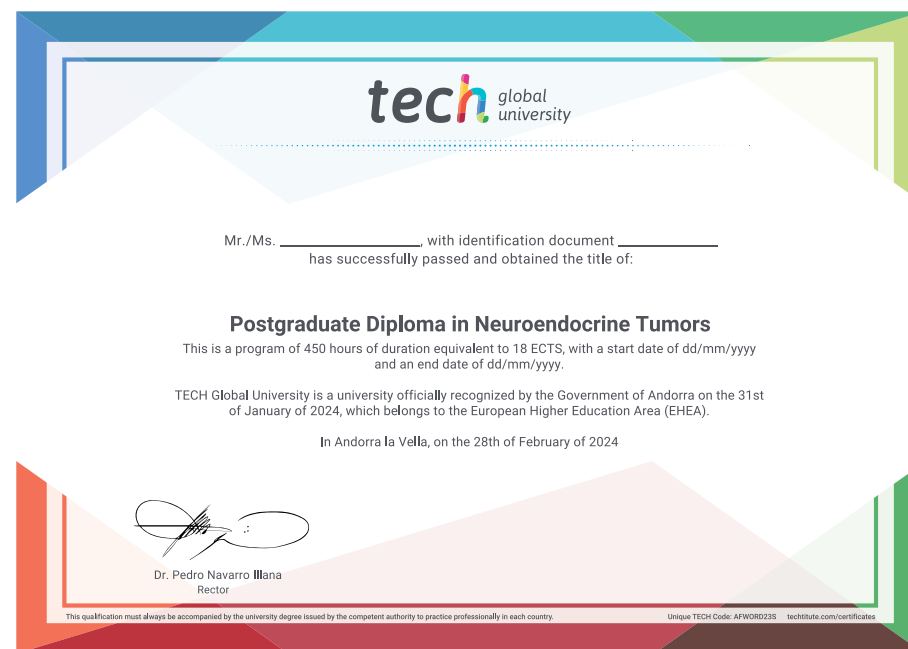 tech global
university
Mr./Ms. ____________, with identification document ____________
has successfully passed and obtained the title of:
Postgraduate Diploma in Neuroendocrine Tumors
This is a program of 450 hours of duration equivalent to 18 ECTS, with a start date of dd/mm/yyyy
and an end date of dd/mm/yyyy.
TECH Global University is a university officially recognized by the Government of Andorra on the 31st
of January of 2024, which belongs to the European Higher Education Area (EHEA).
In Andorra la Vella, on the 28th of February of 2024
Dr. Pedro Navarro Illana
Rector
This qualification must always be accompanied by the university degree issued by the competent authority to practice professionally in each country.
Unique TECH Code: AFWORD23S techtitute.com/certificates